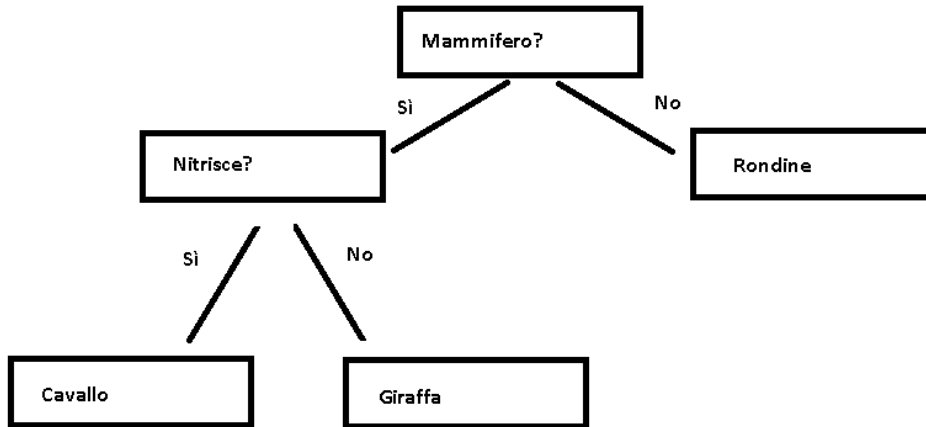 Mammifero?
Sì
No
Nitrisce?
Rondine
Sì
No
Cavallo
Giraffa